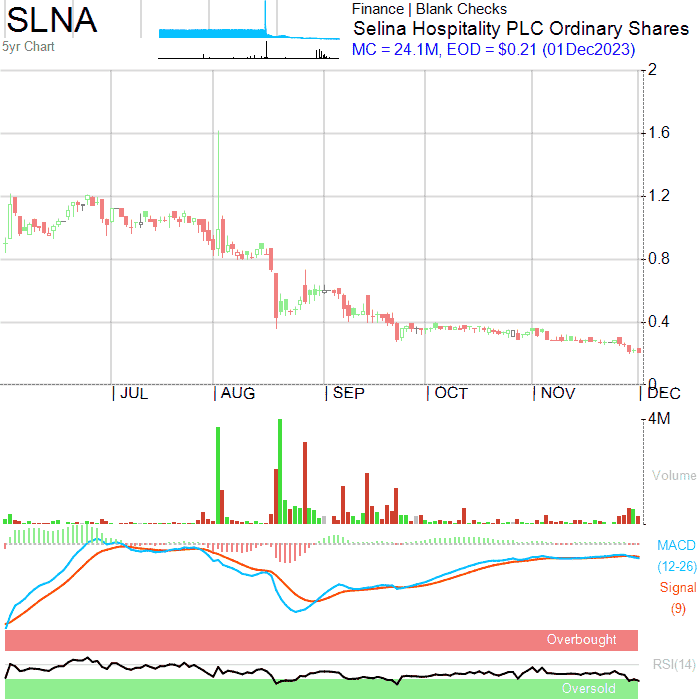 SLNA
5yr Chart
Finance | Blank Checks
Selina Hospitality PLC Ordinary Shares
MC = 24.1M, EOD = $0.21 (01Dec2023)
2
1.6
1.2
0.8
0.4
0
JUL AUG SEP OCT NOV DEC
4M
Volume
MACD
(12-26)
Signal
(9)
Overbought
RSI(14)
Oversold